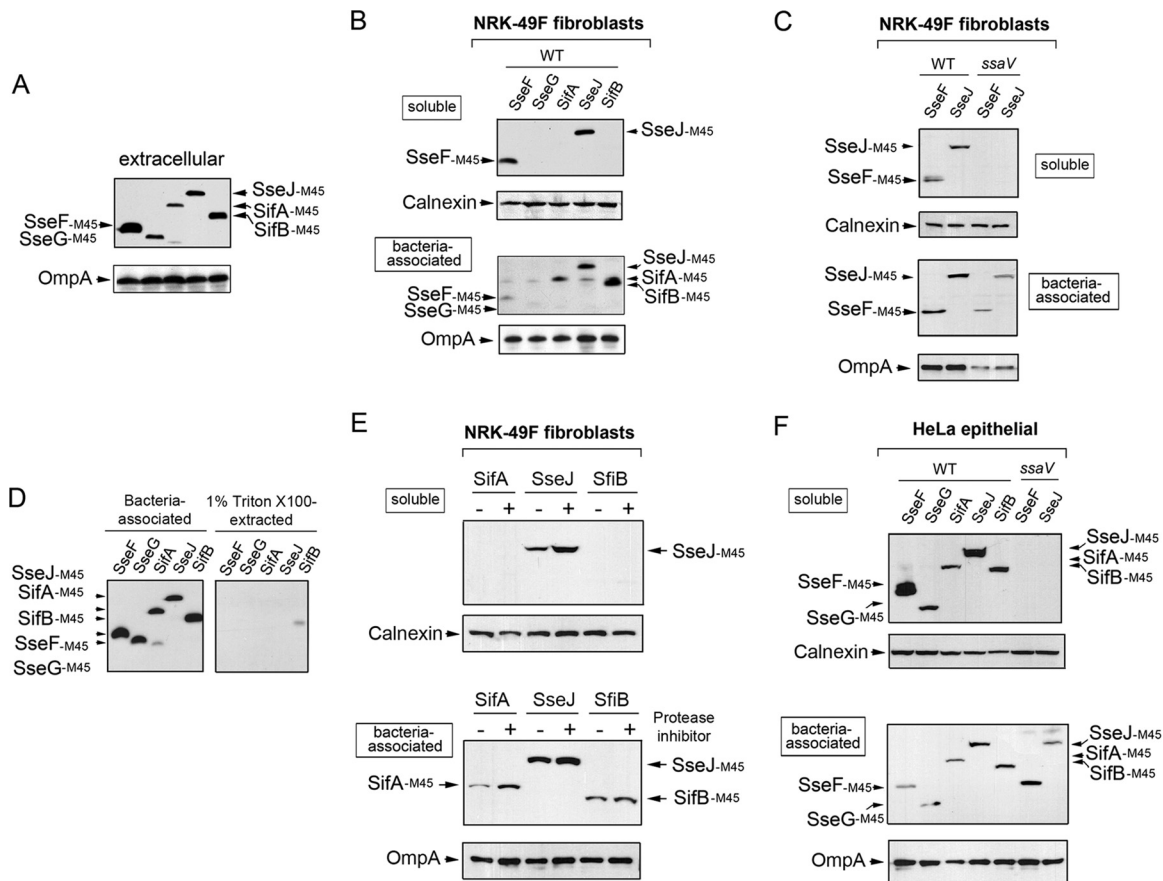 A
extracellular
SseJ-M45
SifA-M45
SifB-M45
SseF-M45
SseG-M45
OmpA
B
NRK-49F fibroblasts
WT
SseF SseG SifA SseJ SifB
soluble
SseJ-M45
SseF-M45
Calnexin
bacteria-
associated
SseJ-M45
SifA-M45
SifB-M45
SseF-M45
SseG-M45
OmpA
C
NRK-49F fibroblasts
WT ssaV
SseF SseJ SseF SseJ
SseJ-M45
soluble
SseF-M45
Calnexin
SseJ-M45
bacteria-
associated
SseF-M45
OmpA
D
Bacteria- 1% Triton X100-
associated extracted
SseF SseG SifA SseJ SifB SseF SseG SifA SseJ SifB
SseJ-M45
SifA-M45
SifB-M45
SseF-M45
SseG-M45
E
NRK-49F fibroblasts
SifA SseJ SfiB
soluble - + - + - +
SseJ-M45
Calnexin
SifA SseJ SfiB
bacteria-
associated
- + - + - + Protease
inhibitor
SseJ-M45
SifA-M45
SifB-M45
OmpA
F
HeLa epithelial
WT ssaV
soluble
SseF SseG SifA SseJ SifB SseF SseJ
SseJ-M45
SifA-M45
SifB-M45
SseF-M45
SseG-M45
Calnexin
bacteria-
associated
SseJ-M45
SifA-M45
SifB-M45
SseF-M45
SseG-M45
OmpA